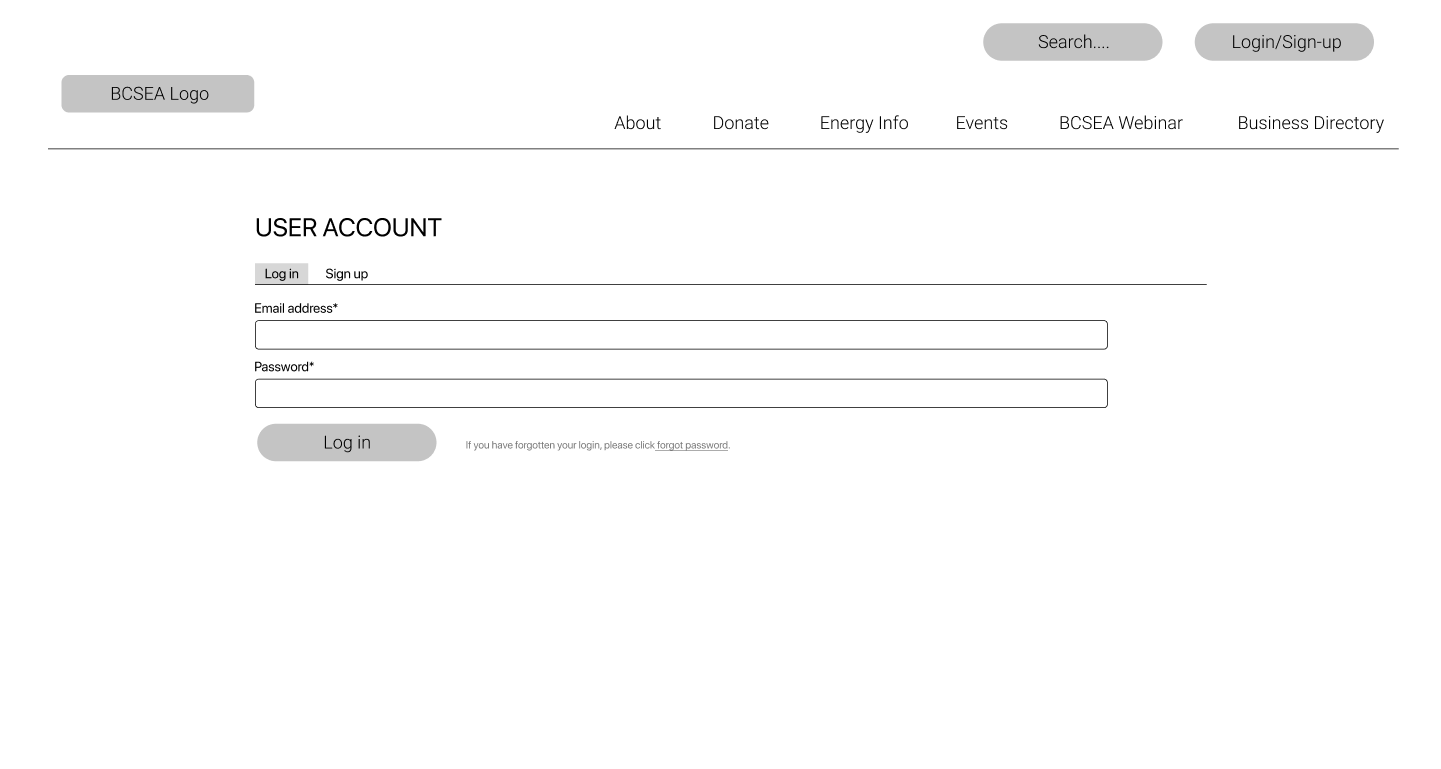 Search....
Login/Sign-up
BCSEA Logo
About Donate Energy Info Events BCSEA Webinar Business Directory
USER ACCOUNT
Log in Sign up
Email address*
Password*
Log in
If you have forgotten your login, please click forgot password.